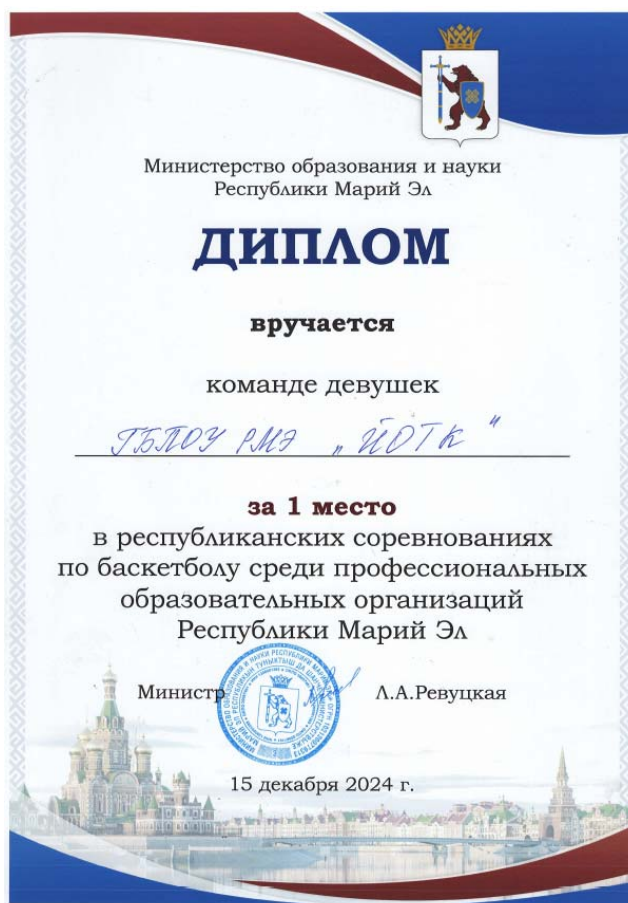 Министерство образования и науки
Республики Марий Эл
ДИПЛОМ
вручается
команде девушек
ГБПОУ РМЭ „ЙОТК"
за 1 место
в республиканских соревнованиях
по баскетболу среди профессиональных
образовательных организаций
Республики Марий Эл
Министр Л.А.Ревуцкая
15 декабря 2024 г.